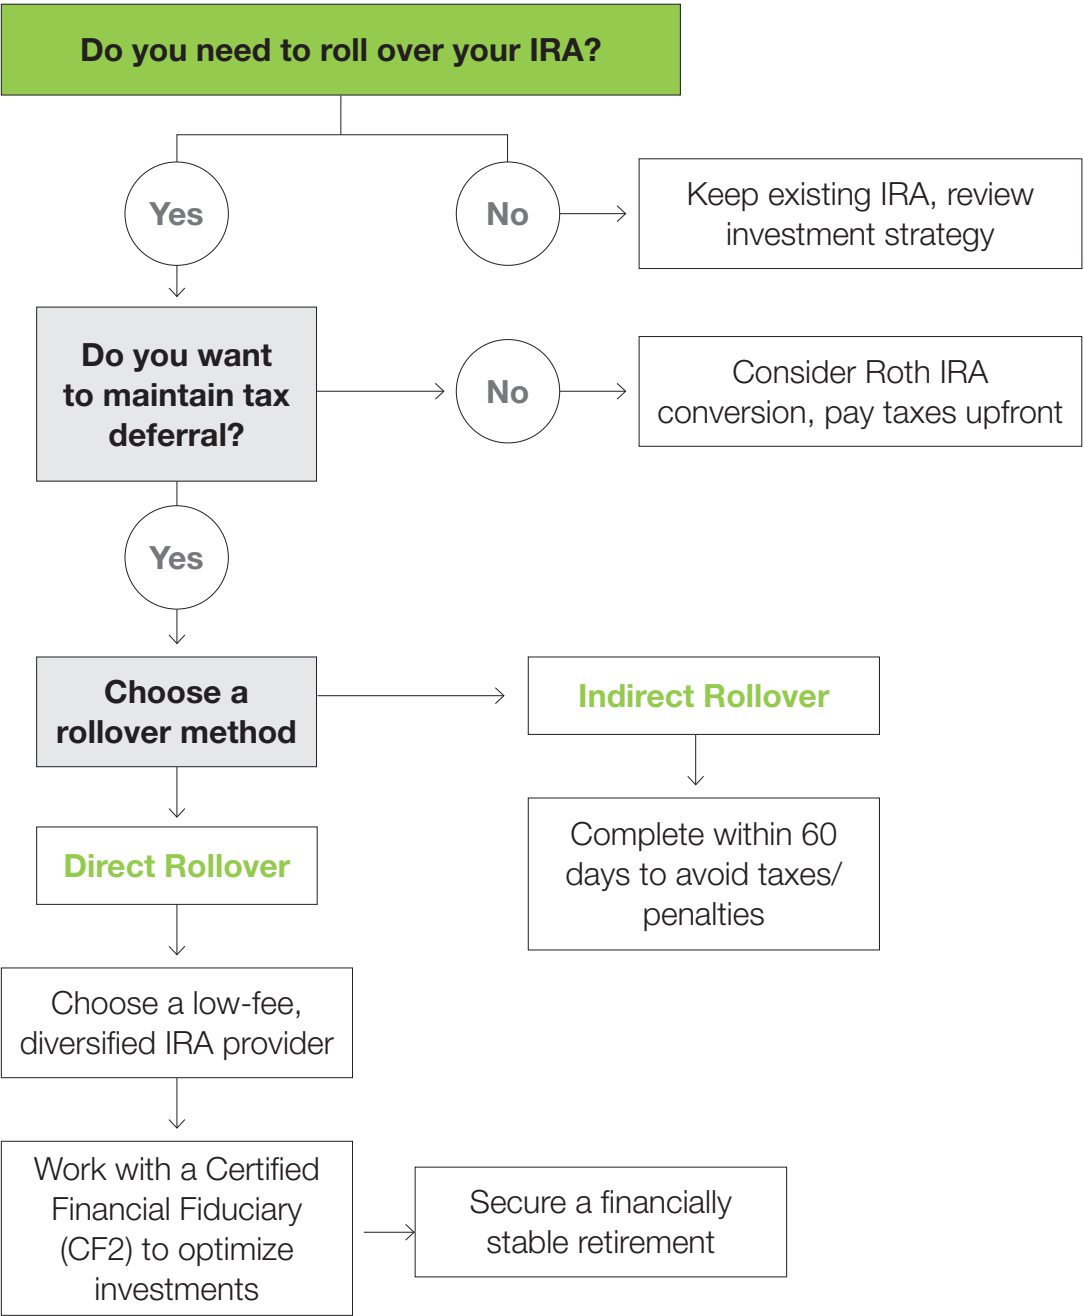 Do you need to roll over your IRA?
Yes
No
Keep existing IRA, review
investment strategy
Do you want
to maintain tax
deferral?
No
Consider Roth IRA
conversion, pay taxes upfront
Yes
Choose a
rollover method
Indirect Rollover
Complete within 60
days to avoid taxes/
penalties
Direct Rollover
Choose a low-fee,
diversified IRA provider
Work with a Certified
Financial Fiduciary
(CF2) to optimize
investments
Secure a financially
stable retirement